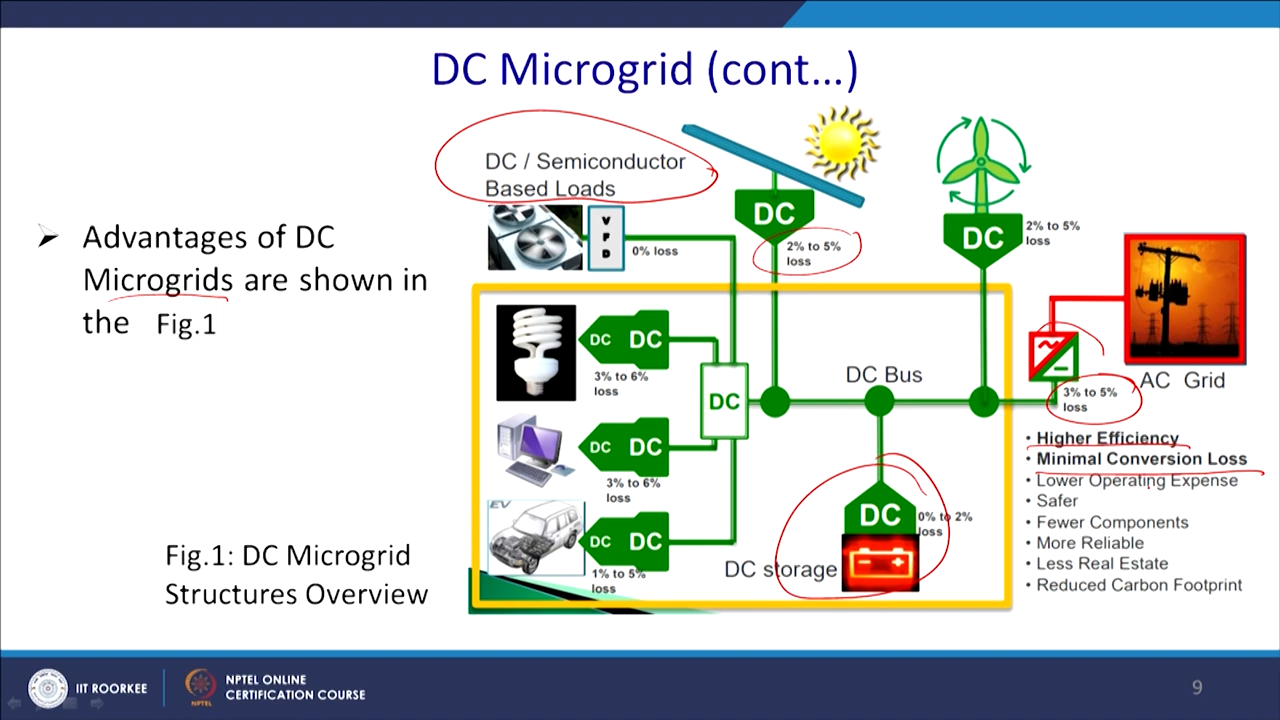 DC Microgrid (cont...)
➢ Advantages of DC
Microgrids are shown in
the Fig.1
Fig.1: DC Microgrid
Structures Overview
DC / Semiconductor
Based Loads
V
F
D
0% loss
DC
2% to 5%
loss
DC
2% to 5%
loss
DC DC
3% to 6%
loss
DC
DC Bus
3% to 5%
loss
AC Grid
DC DC
3% to 6%
loss
EV
DC DC
1% to 5%
loss
DC
0% to 2%
loss
DC storage
• Higher Efficiency
• Minimal Conversion Loss
• Lower Operating Expense
• Safer
• Fewer Components
• More Reliable
• Less Real Estate
• Reduced Carbon Footprint
IIT ROORKEE
NPTEL
NPTEL ONLINE
CERTIFICATION COURSE
9